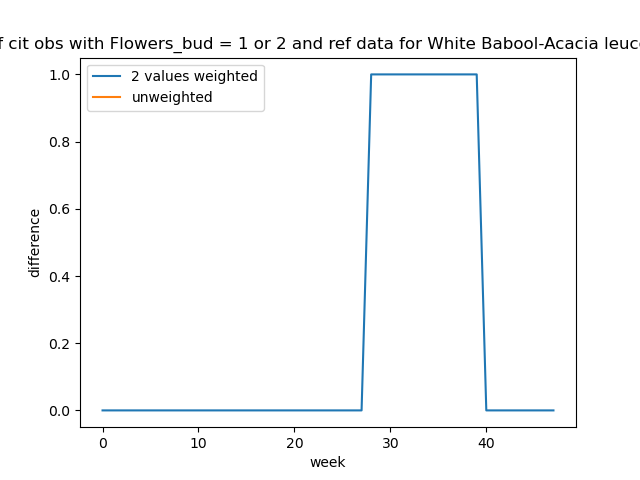 f cit obs with Flowers_bud = 1 or 2 and ref data for White Babool-Acacia leuco
2 values weighted
unweighted
1.0
0.8
0.6
0.4
0.2
0.0
difference
0 10 20 30 40
week